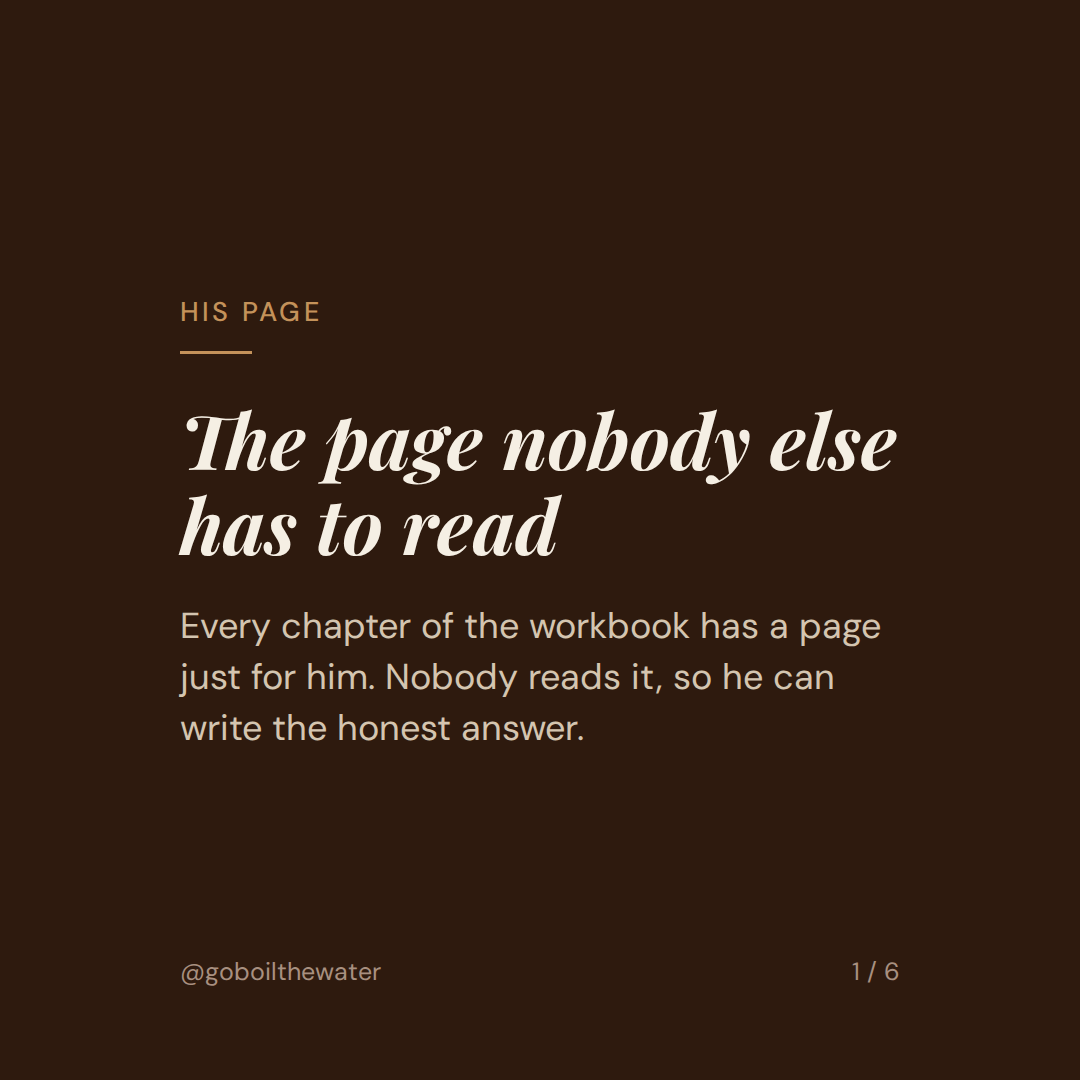 HIS PAGE
The page nobody else
has to read
Every chapter of the workbook has a page
just for him. Nobody reads it, so he can
write the honest answer.
@goboilthewater
1 / 6